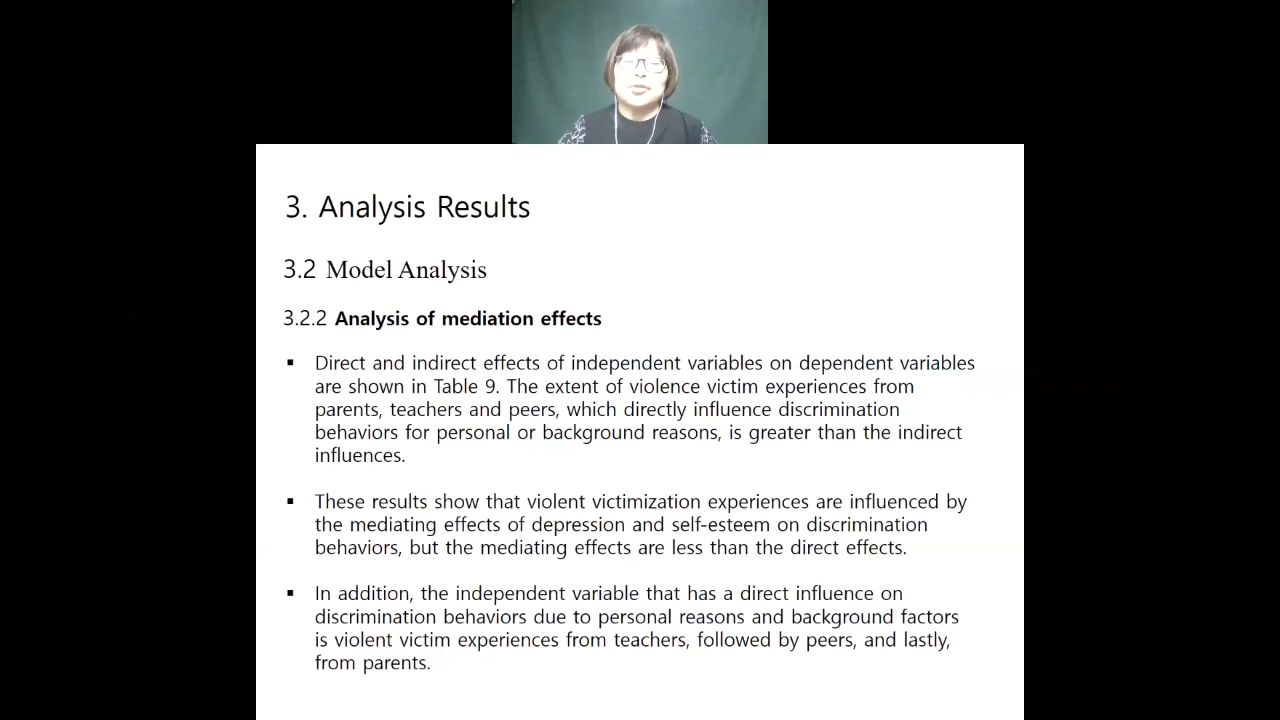 3. Analysis Results
3.2 Model Analysis
3.2.2 Analysis of mediation effects
▪ Direct and indirect effects of independent variables on dependent variables
are shown in Table 9. The extent of violence victim experiences from
parents, teachers and peers, which directly influence discrimination
behaviors for personal or background reasons, is greater than the indirect
influences.
▪ These results show that violent victimization experiences are influenced by
the mediating effects of depression and self-esteem on discrimination
behaviors, but the mediating effects are less than the direct effects.
▪ In addition, the independent variable that has a direct influence on
discrimination behaviors due to personal reasons and background factors
is violent victim experiences from teachers, followed by peers, and lastly,
from parents.